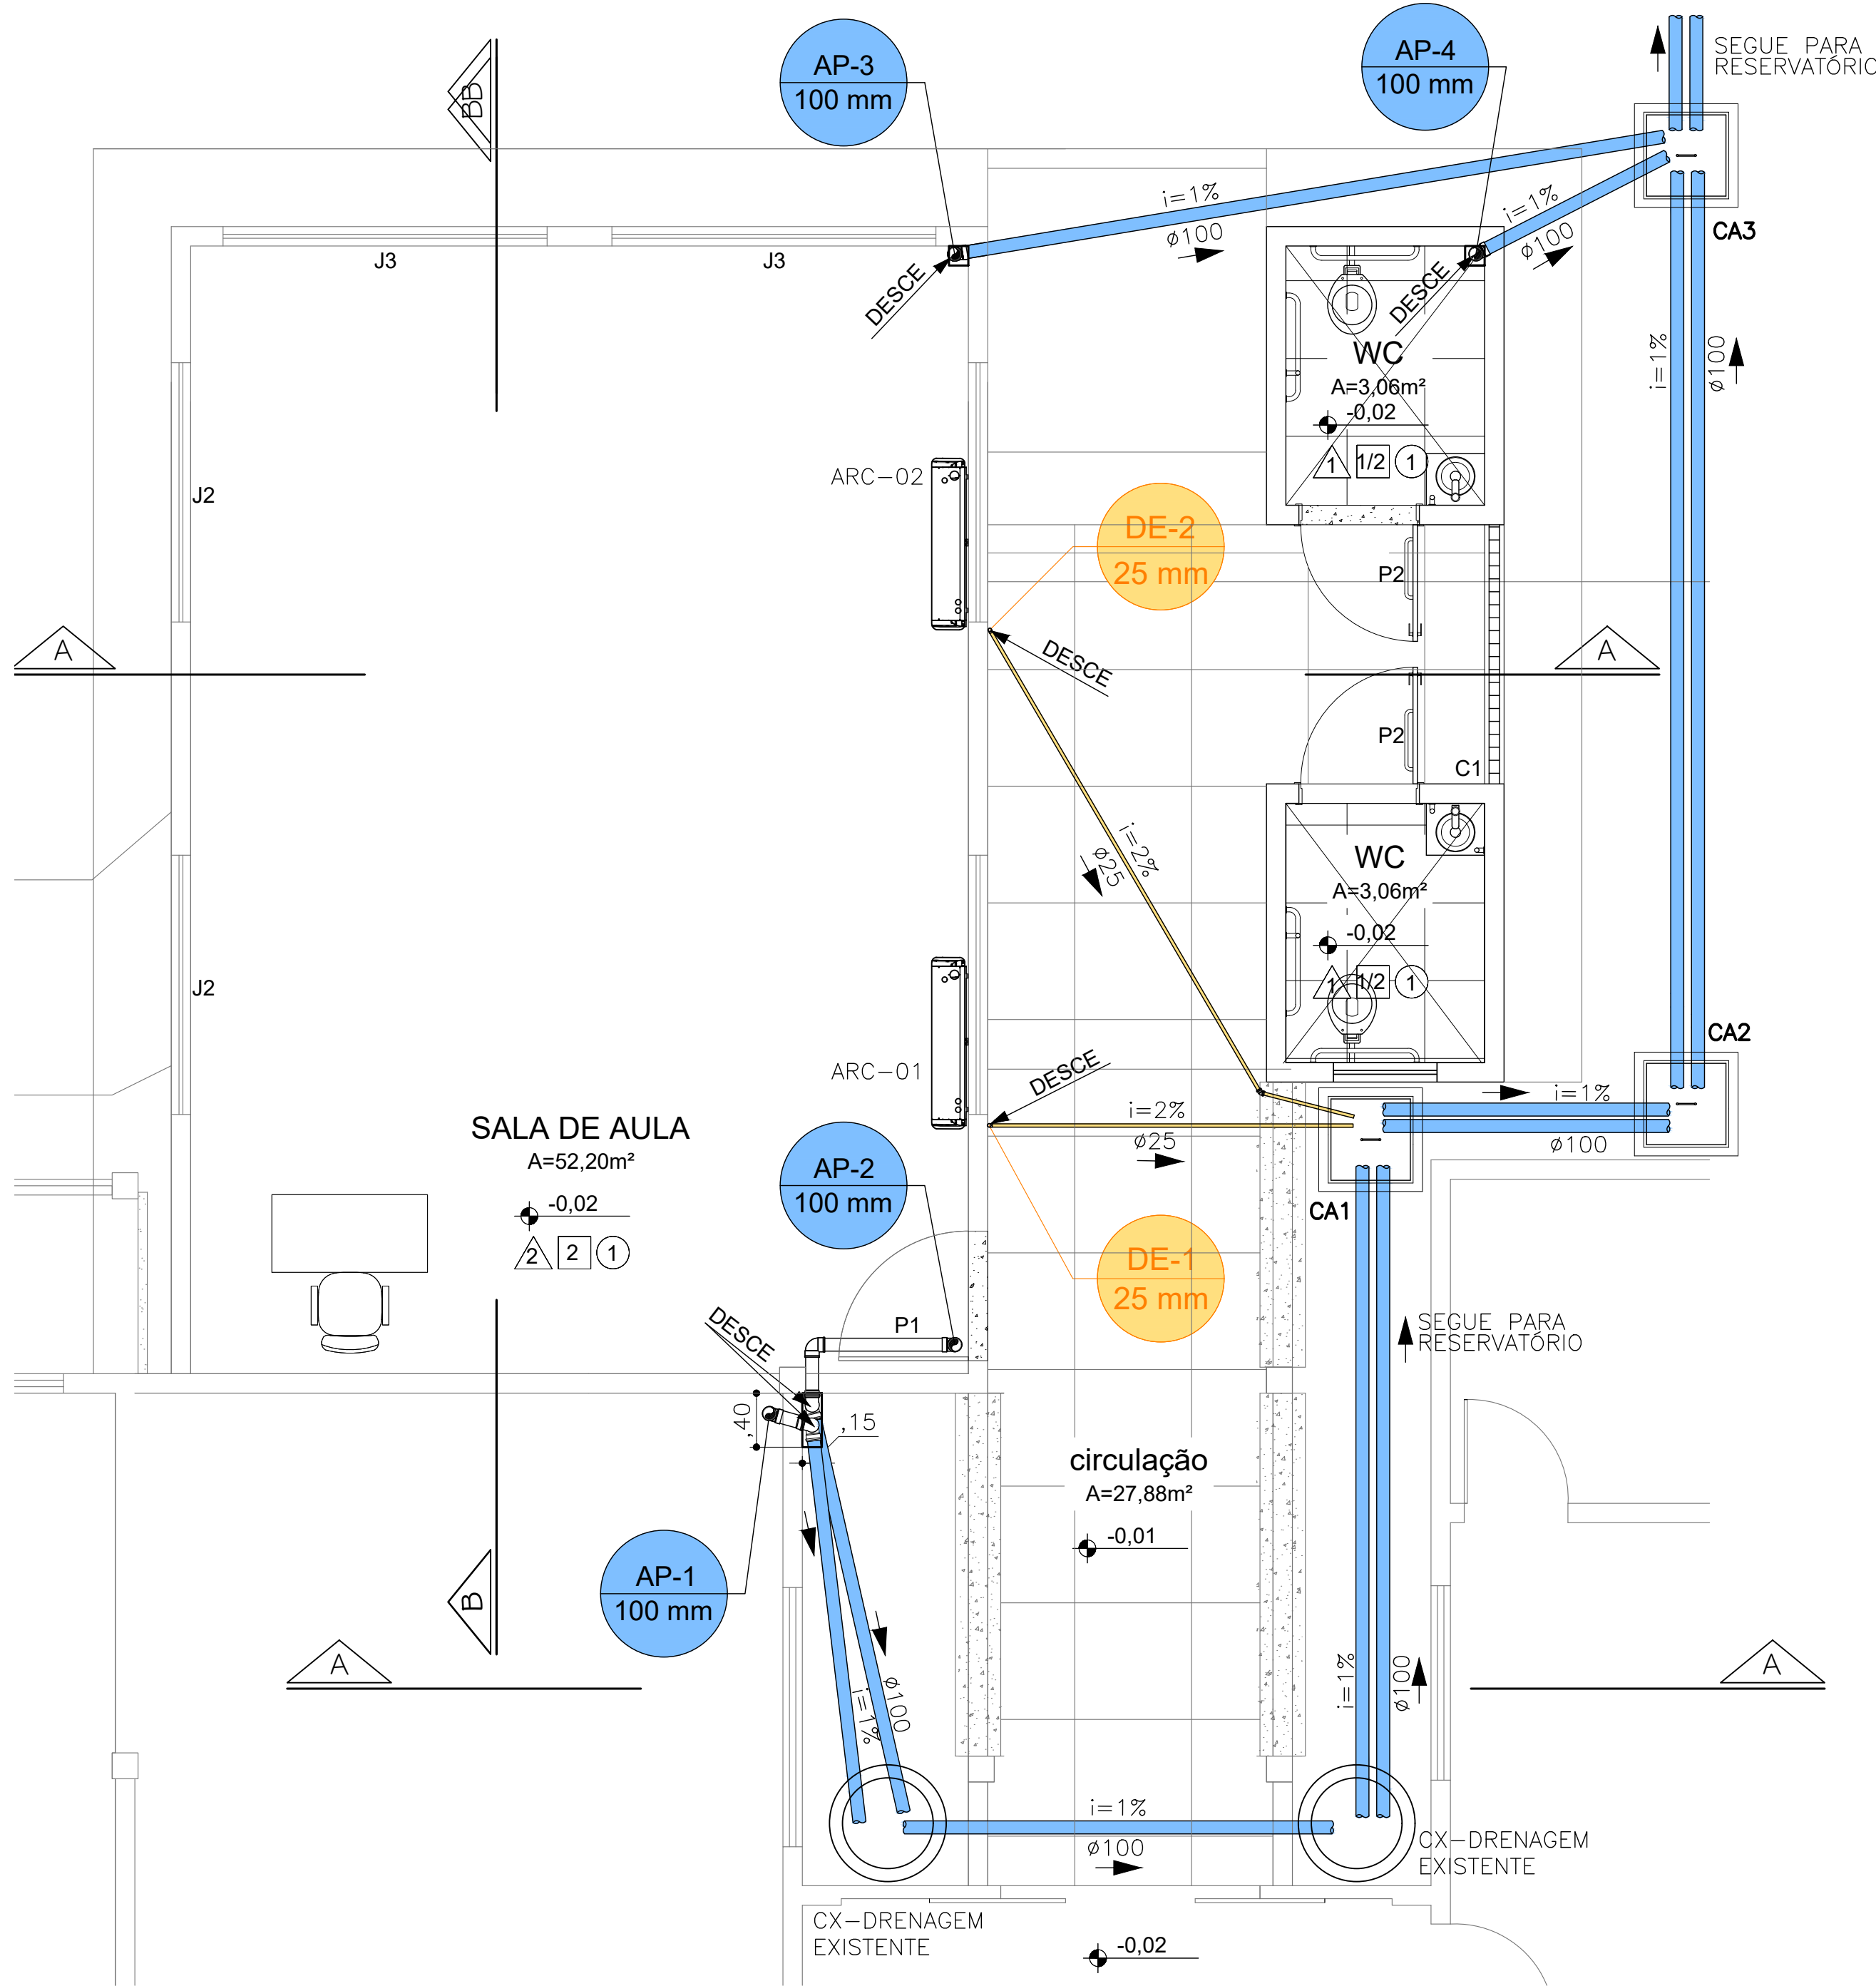 AP-3
100 mm
AP-4
100 mm
SEGUE PARA
RESERVATÓRIO
BB
i=1%
ø100
i=1%
ø100
CA3
J3
J3
DESCE
DESCE
WC
A=3,06m²
-0,02
1
1/2
1
i=1%
ø100
ARC-02
J2
DE-2
25 mm
P2
A
A
DESCE
P2
C1
i=2%
ø25
WC
A=3,06m²
-0,02
1
1/2
1
J2
CA2
ARC-01
DESCE
i=2%
ø25
i=1%
ø100
SALA DE AULA
A=52,20m²
-0,02
2
2
1
AP-2
100 mm
CA1
DE-1
25 mm
P1
DESCE
SEGUE PARA
RESERVATÓRIO
,40
,15
circulação
A=27,88m²
-0,01
AP-1
100 mm
B
A
A
i=1%
ø100
i=1%
ø100
i=1%
ø100
CX-DRENAGEM
EXISTENTE
CX-DRENAGEM
EXISTENTE
-0,02